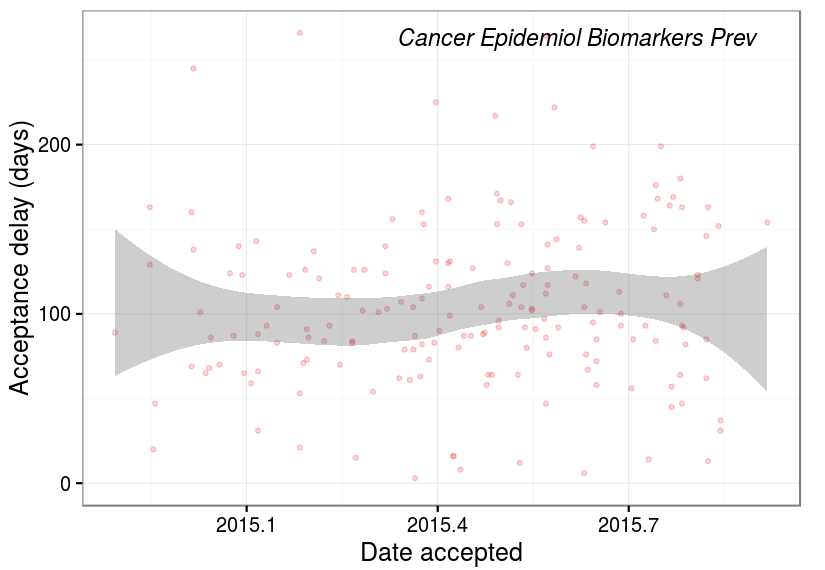 Cancer Epidemiol Biomarkers Prev
Acceptance delay (days)
200
100
0
2015.1 2015.4 2015.7
Date accepted